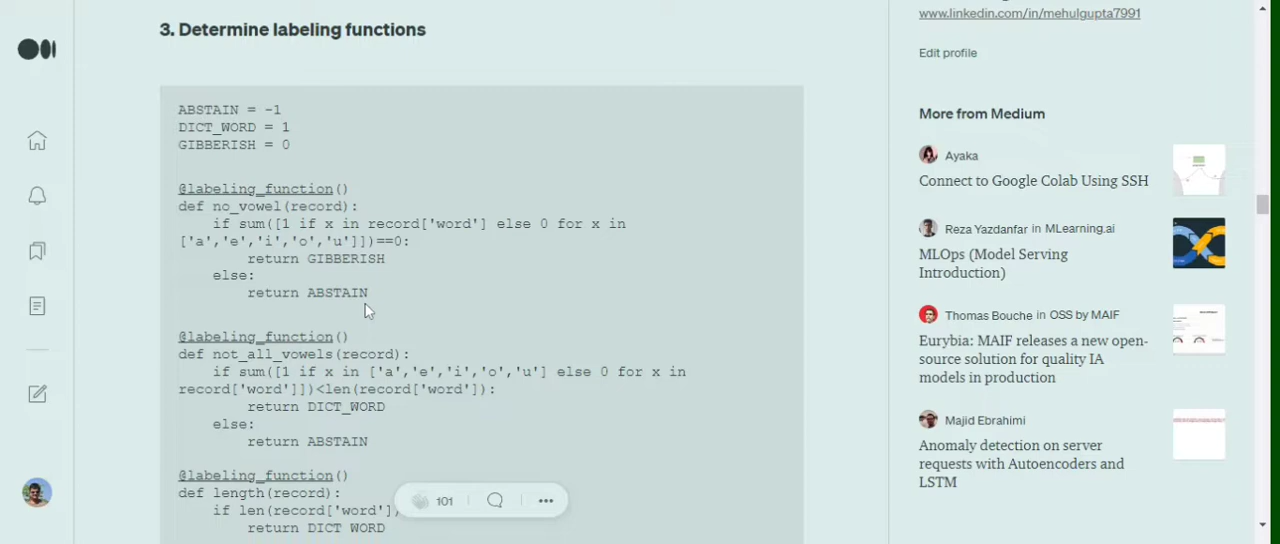 3. Determine labeling functions
ABSTAIN = -1
DICT_WORD = 1
GIBBERISH = 0
@labeling_function()
def no_vowel(record):
if sum([1 if x in record['word'] else 0 for x in
['a','e','i','o','u']])==0:
return GIBBERISH
else:
return ABSTAIN
@labeling_function()
def not_all_vowels(record):
if sum([1 if x in ['a','e','i','o','u'] else 0 for x in
record['word']])<len(record['word']):
return DICT_WORD
else:
return ABSTAIN
@labeling_function()
def length(record):
if len(record['word']
return DICT WORD
101
www.linkedin.com/in/mehulgupta7991
Edit profile
More from Medium
Ayaka
Connect to Google Colab Using SSH
Reza Yazdanfar in MLearning.ai
MLOps (Model Serving
Introduction)
Thomas Bouche in OSS by MAIF
Eurybia: MAIF releases a new open-
source solution for quality IA
models in production
Majid Ebrahimi
Anomaly detection on server
requests with Autoencoders and
LSTM